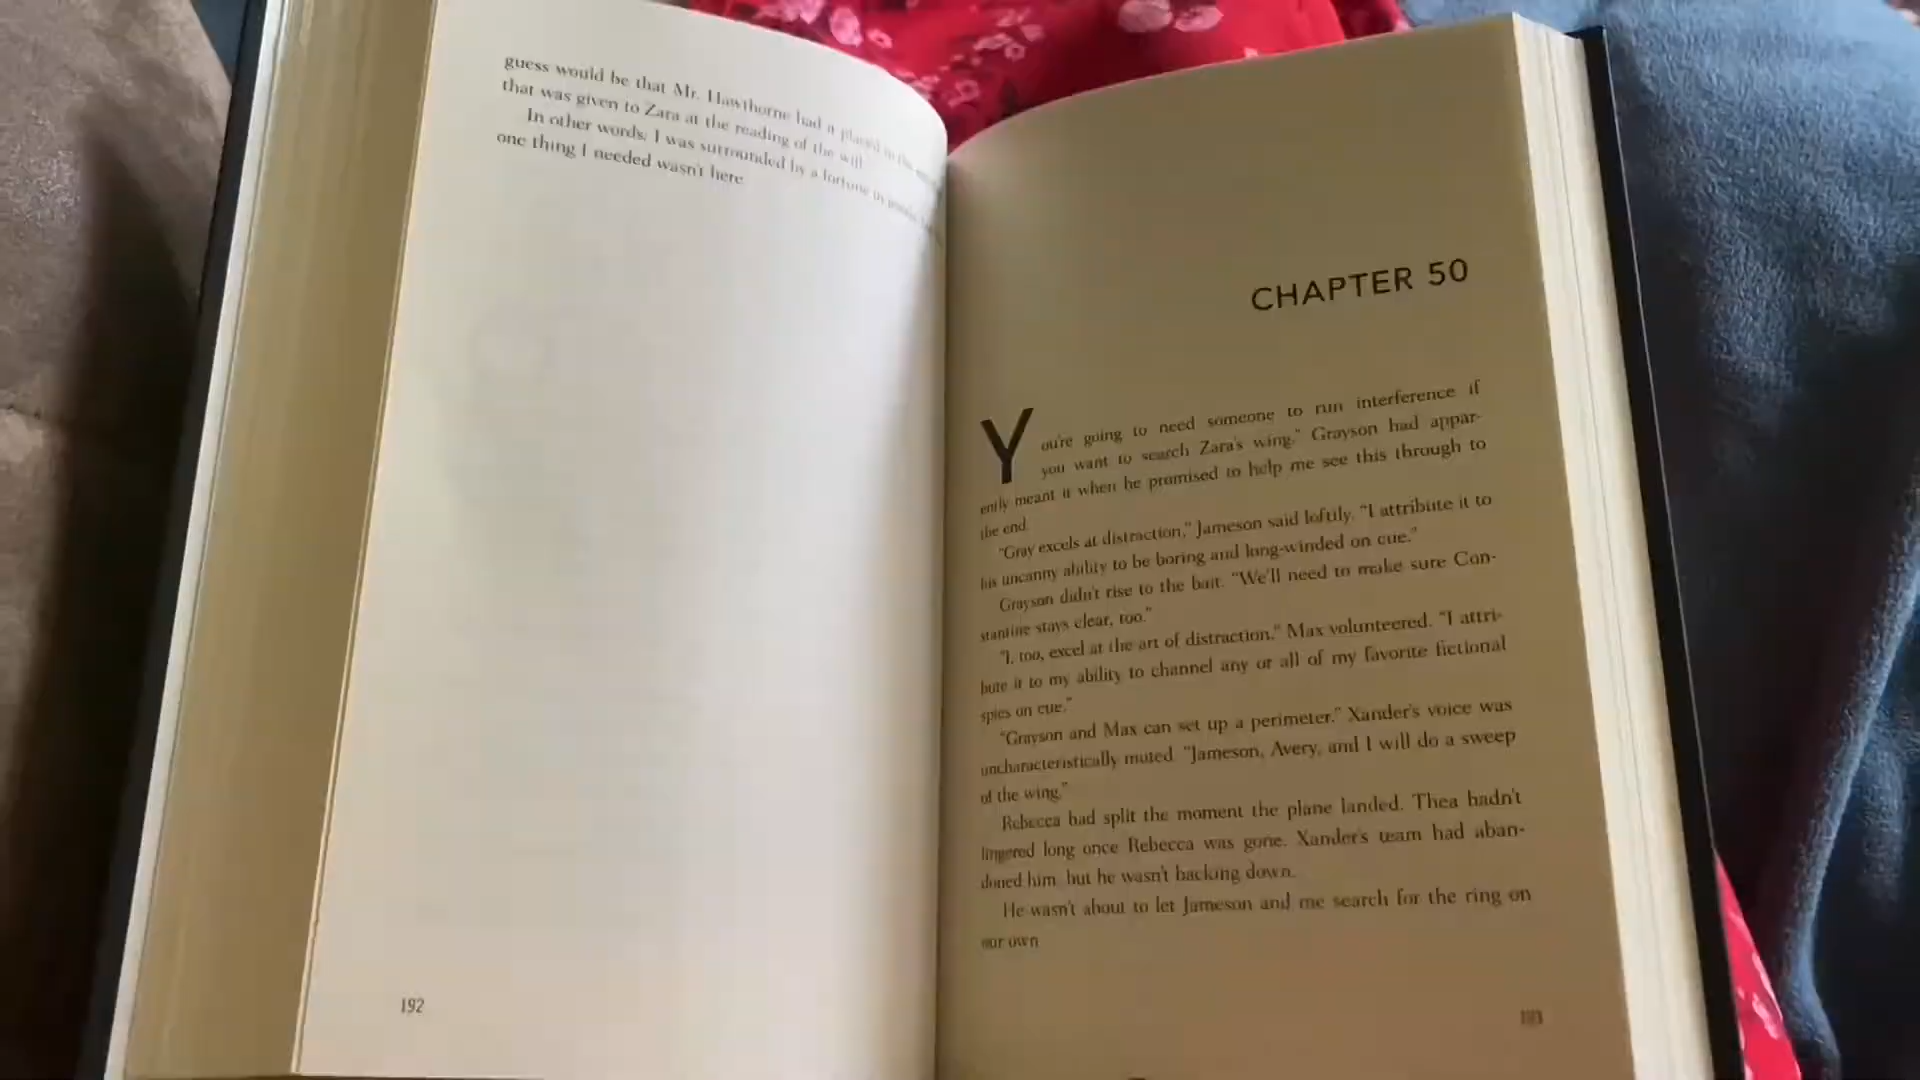 guess would be that Mr. Hawthorne had it placed in the
that was given to Zara at the reading of the will.
In other words, I was surrounded by a fortune in
one thing I needed wasn't here
192
CHAPTER 50
You're going to need someone to run interference if
you want to search Zara's wing." Grayson had appar-
ently meant it when he promised to help me see this through to
the end.
"Gray excels at distraction," Jameson said loftily. "I attribute it to
his uncanny ability to be boring and long-winded on cue."
Grayson didn't rise to the bait. "We'll need to make sure Con-
stantine stays clear, too."
"I, too, excel at the art of distraction," Max volunteered. "I attri-
bute it to my ability to channel any or all of my favorite fictional
spies on cue."
"Grayson and Max can set up a perimeter." Xander's voice was
uncharacteristically muted. "Jameson, Avery, and I will do a sweep
of the wing."
Rebecca had split the moment the plane landed. Thea hadn't
lingered long once Rebecca was gone. Xander's team had aban-
doned him, but he wasn't backing down.
He wasn't about to let Jameson and me search for the ring on
our own
193